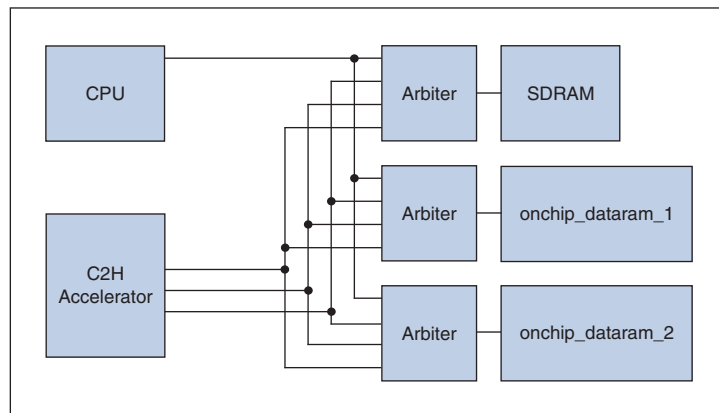 CPU
Arbiter
SDRAM
Arbiter
onchip_dataram_1
C2H
Accelerator
Arbiter
onchip_dataram_2